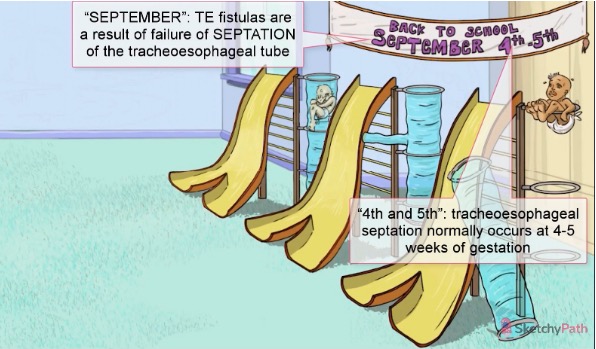 “SEPTEMBER”: TE fistulas are
a result of failure of SEPTATION
of the tracheoesophageal tube
BACK TO SCHOOL
SEPTEMBER 4th-5th
“4th and 5th”: tracheoesophageal
septation normally occurs at 4-5
weeks of gestation
SketchyPath